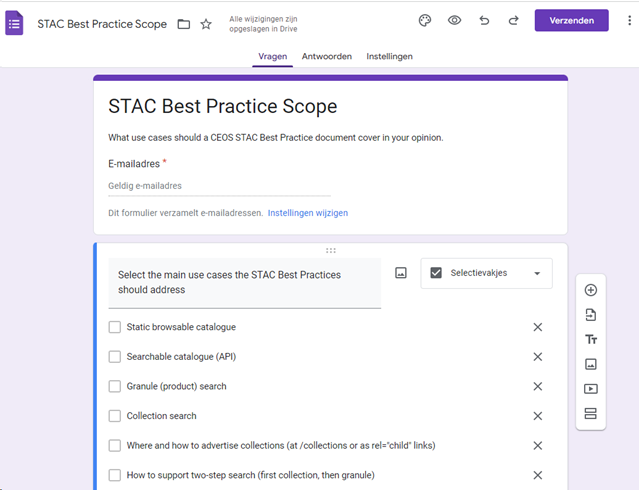 STAC Best Practice Scope
Alle wijzigingen zijn
opgeslagen in Drive
Verzenden
Vragen Antwoorden Instellingen
STAC Best Practice Scope
What use cases should a CEOS STAC Best Practice document cover in your opinion.
E-mailadres *
Geldig e-mailadres
Dit formulier verzamelt e-mailadressen. Instellingen wijzigen
Select the main use cases the STAC Best Practices
should address
Selectievakjes
Static browsable catalogue
Searchable catalogue (API)
Granule (product) search
Collection search
Where and how to advertise collections (at /collections or as rel="child" links)
How to support two-step search (first collection, then granule)
Tт